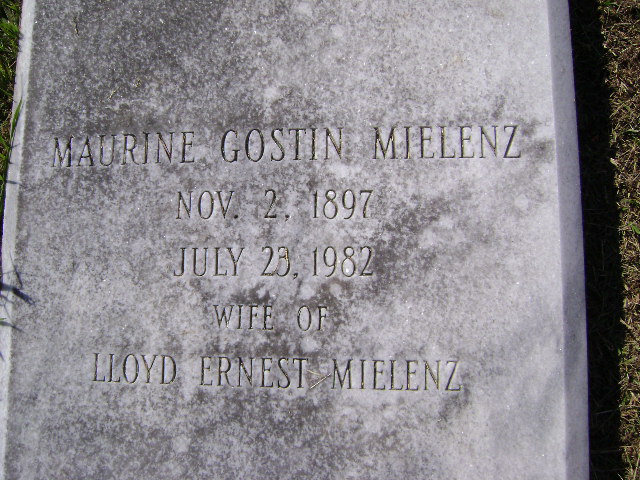 MAURINE GOSTIN MIELENZ
NOV. 2, 1897
JULY 23, 1982
WIFE OF
LLOYD ERNEST MIELENZ